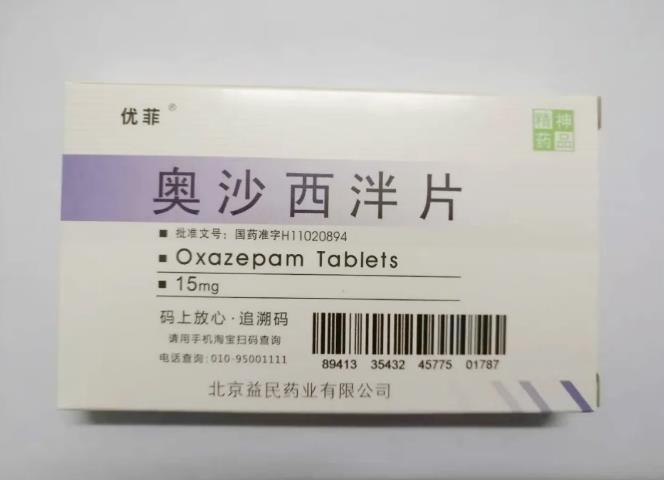 优菲®
精神
药品
奥沙西泮片
■ 批准文号：国药准字H11020894
■ Oxazepam Tablets
■ 15mg
码上放心·追溯码
请用手机淘宝扫码查询
电话查询：010-95001111
89413 35432 45775 01787
北京益民药业有限公司